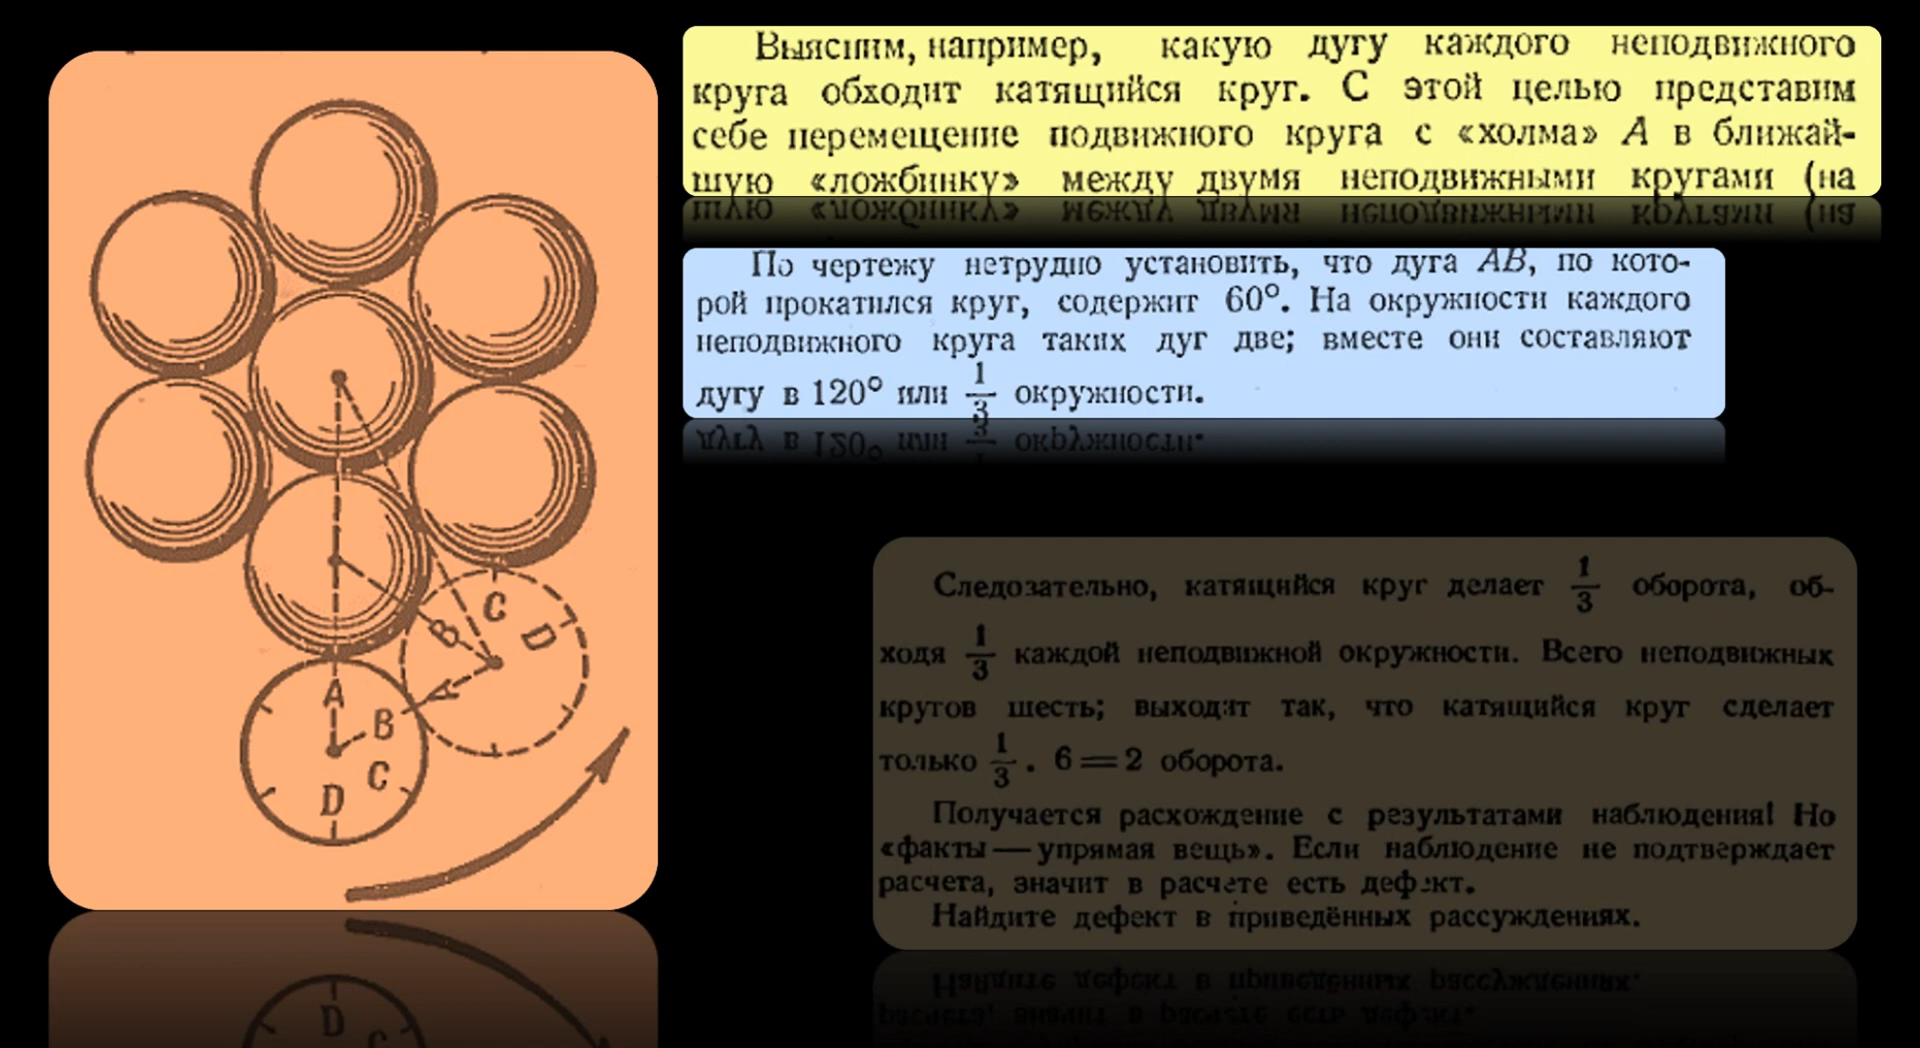 Выясним, например, какую дугу каждого неподвижного
круга обходит катящийся круг. С этой целью представим
себе перемещение подвижного круга с «холма» А в ближай-
шую «ложбинку» между двумя неподвижными кругами (на
По чертежу нетрудно установить, что дуга АВ, по кото-
рой прокатился круг, содержит 60°. На окружности каждого
неподвижного круга таких дуг две; вместе они составляют
дугу в 120° или 1/3 окружности.
Следовательно, катящийся круг делает 1/3 оборота, об-
ходя 1/3 каждой неподвижной окружности. Всего неподвижных
кругов шесть; выходит так, что катящийся круг сделает
только 1/3 . 6 = 2 оборота.
Получается расхождение с результатами наблюдения! Но
«факты — упрямая вещь». Если наблюдение не подтверждает
расчета, значит в расчете есть дефект.
Найдите дефект в приведённых рассуждениях.
C
B
D
A
A
B
C
D